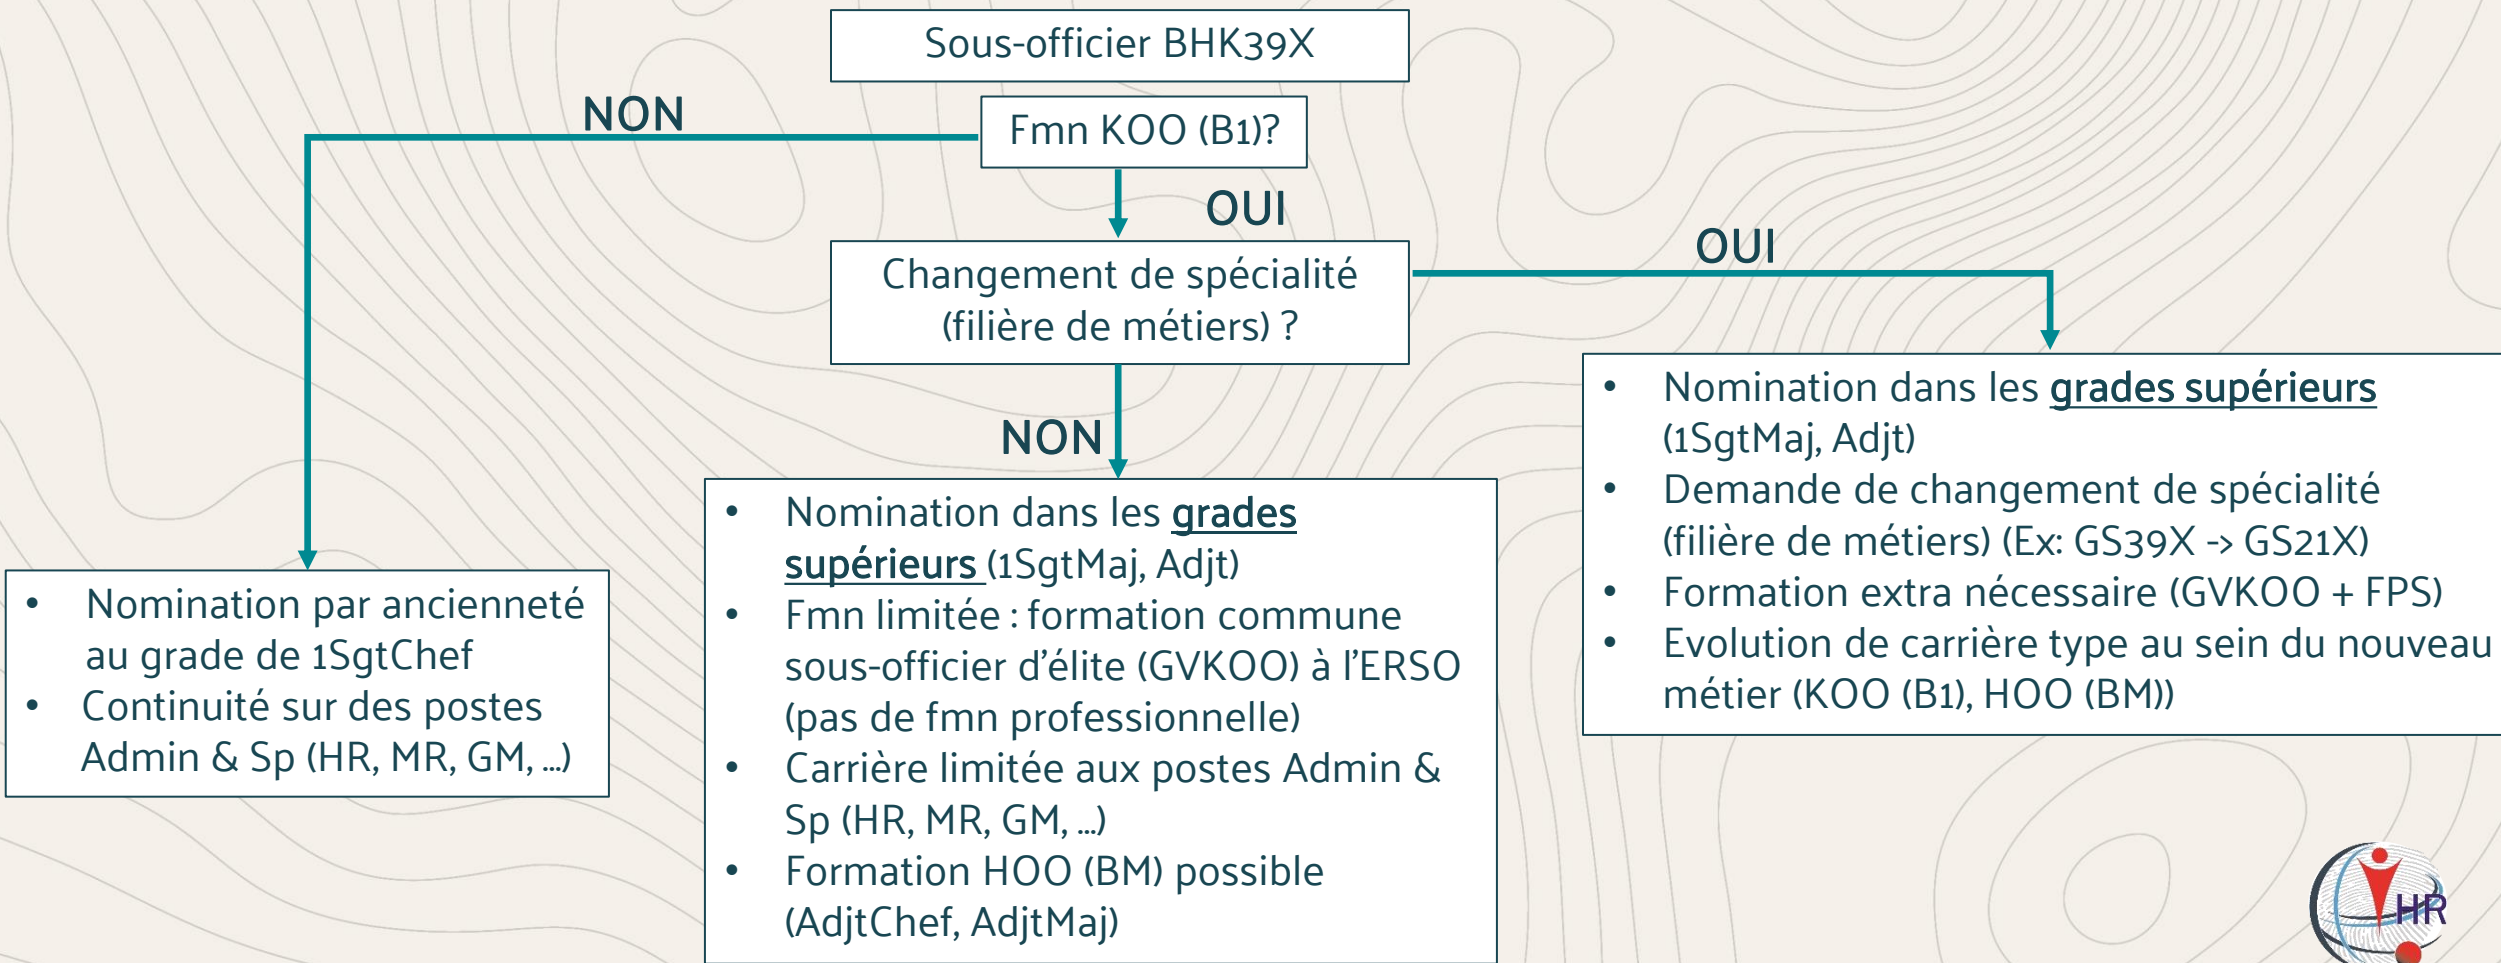 Sous-officier BHK39X
NON
Fmn KOO (B1)?
OUI
Changement de spécialité
(filière de métiers) ?
OUI
NON
• Nomination par ancienneté
au grade de 1SgtChef
• Continuité sur des postes
Admin & Sp (HR, MR, GM, …)
• Nomination dans les grades
supérieurs (1SgtMaj, Adjt)
• Fmn limitée : formation commune
sous-officier d’élite (GVKOO) à l’ERSO
(pas de fmn professionnelle)
• Carrière limitée aux postes Admin &
Sp (HR, MR, GM, …)
• Formation HOO (BM) possible
(AdjtChef, AdjtMaj)
• Nomination dans les grades supérieurs
(1SgtMaj, Adjt)
• Demande de changement de spécialité
(filière de métiers) (Ex: GS39X -> GS21X)
• Formation extra nécessaire (GVKOO + FPS)
• Evolution de carrière type au sein du nouveau
métier (KOO (B1), HOO (BM))
HR